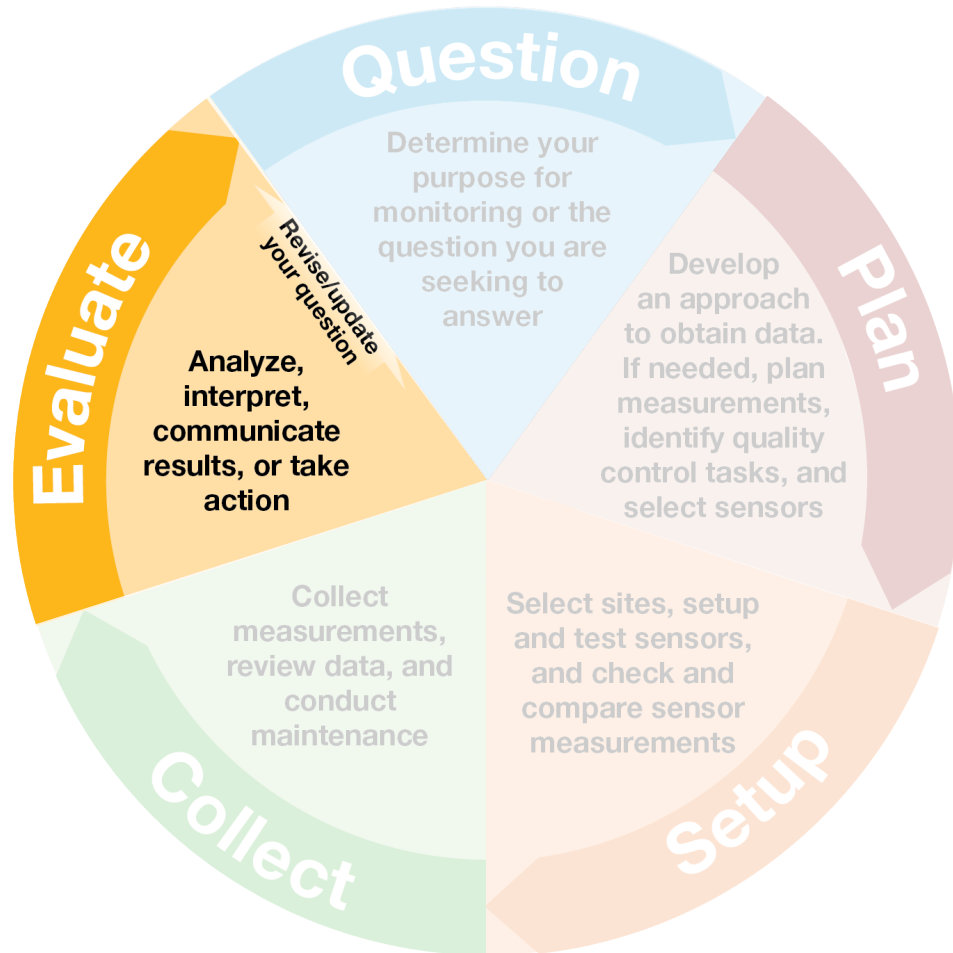 Question
Determine your
purpose for
monitoring or the
question you are
seeking to
answer
Plan
Develop
an approach
to obtain data.
If needed, plan
measurements,
identify quality
control tasks, and
select sensors
Setup
Select sites, setup
and test sensors,
and check and
compare sensor
measurements
Collect
Collect
measurements,
review data, and
conduct
maintenance
Evaluate
Analyze,
interpret,
communicate
results, or take
action
Revise/update
your question